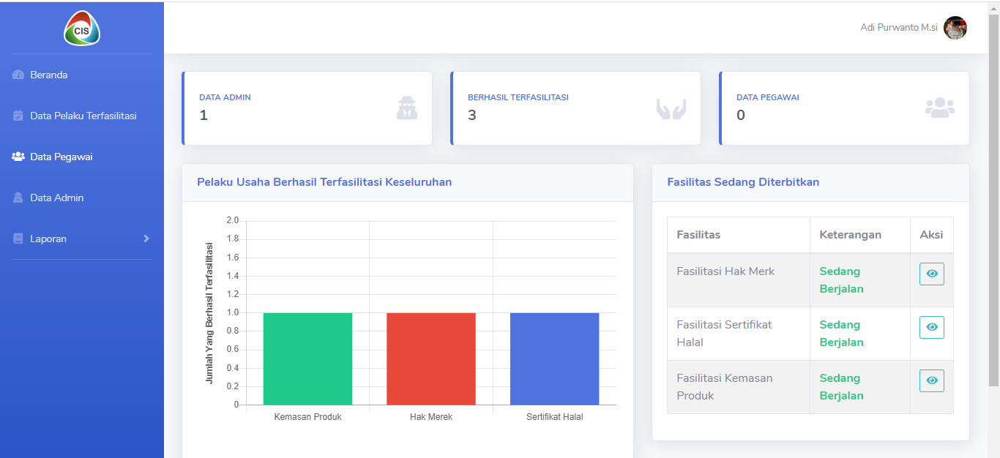 CIS
Adi Purwanto M.si
Beranda
Data Pelaku Terfasilitasi
Data Pegawai
Data Admin
Laporan
DATA ADMIN
1
BERHASIL TERFASILITASI
3
DATA PEGAWAI
0
Pelaku Usaha Berhasil Terfasilitasi Keseluruhan
Jumlah Yang Berhasil Terfasilitasi
2.0
1.8
1.6
1.4
1.2
1.0
0.8
0.6
0.4
0.2
0
Kemasan Produk
Hak Merek
Sertifikat Halal
Fasilitas Sedang Diterbitkan
Fasilitas Keterangan Aksi
Fasilitasi Hak Merk
Sedang
Berjalan
Fasilitasi Sertifikat
Halal
Sedang
Berjalan
Fasilitasi Kemasan
Produk
Sedang
Berjalan